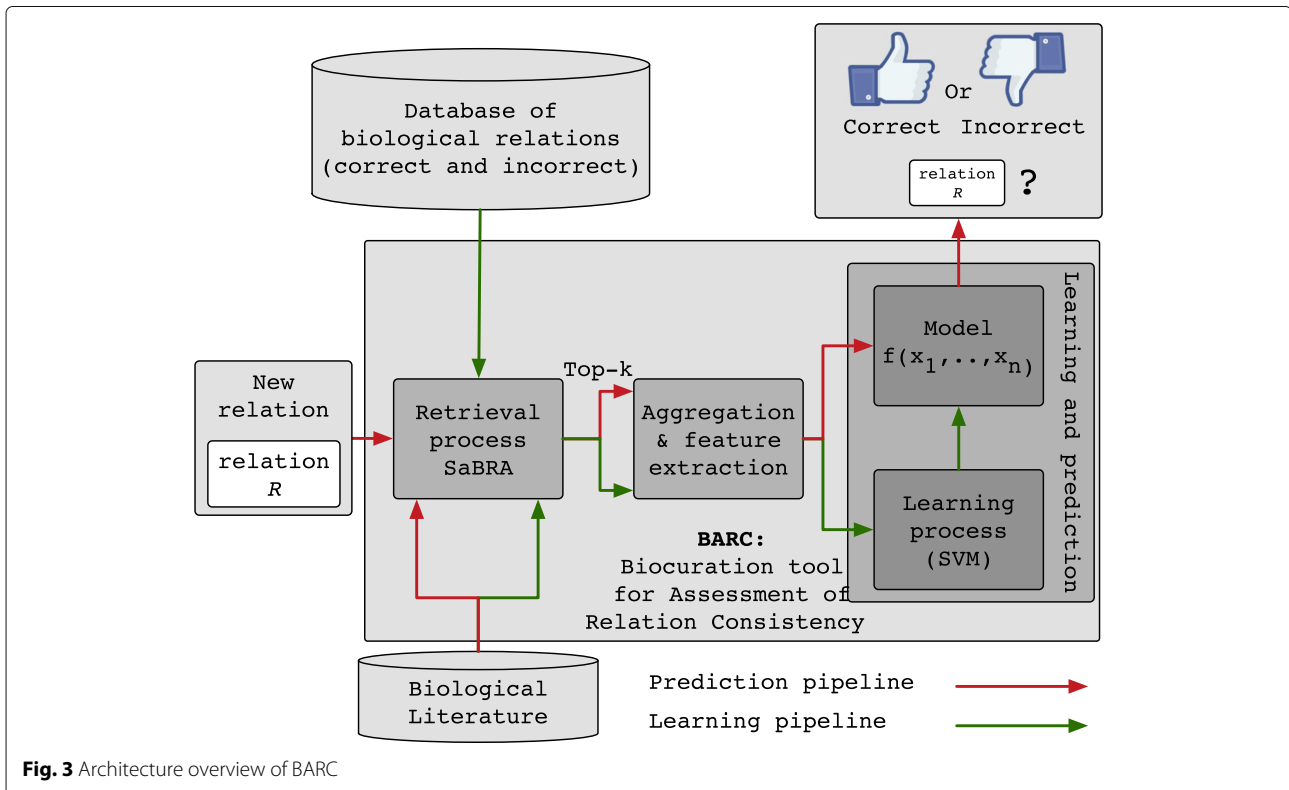 Database of
biological relations
(correct and incorrect)
Or
Correct Incorrect
relation
R
?
New
relation
relation
R
Retrieval
process
SaBRA
Top-k
Aggregation
& feature
extraction
Model
f(x1,..,xn)
Learning
process
(SVM)
Learning and prediction
BARC:
Biocuration tool
for Assessment of
Relation Consistency
Biological
Literature
Prediction pipeline
Learning pipeline
Fig. 3 Architecture overview of BARC